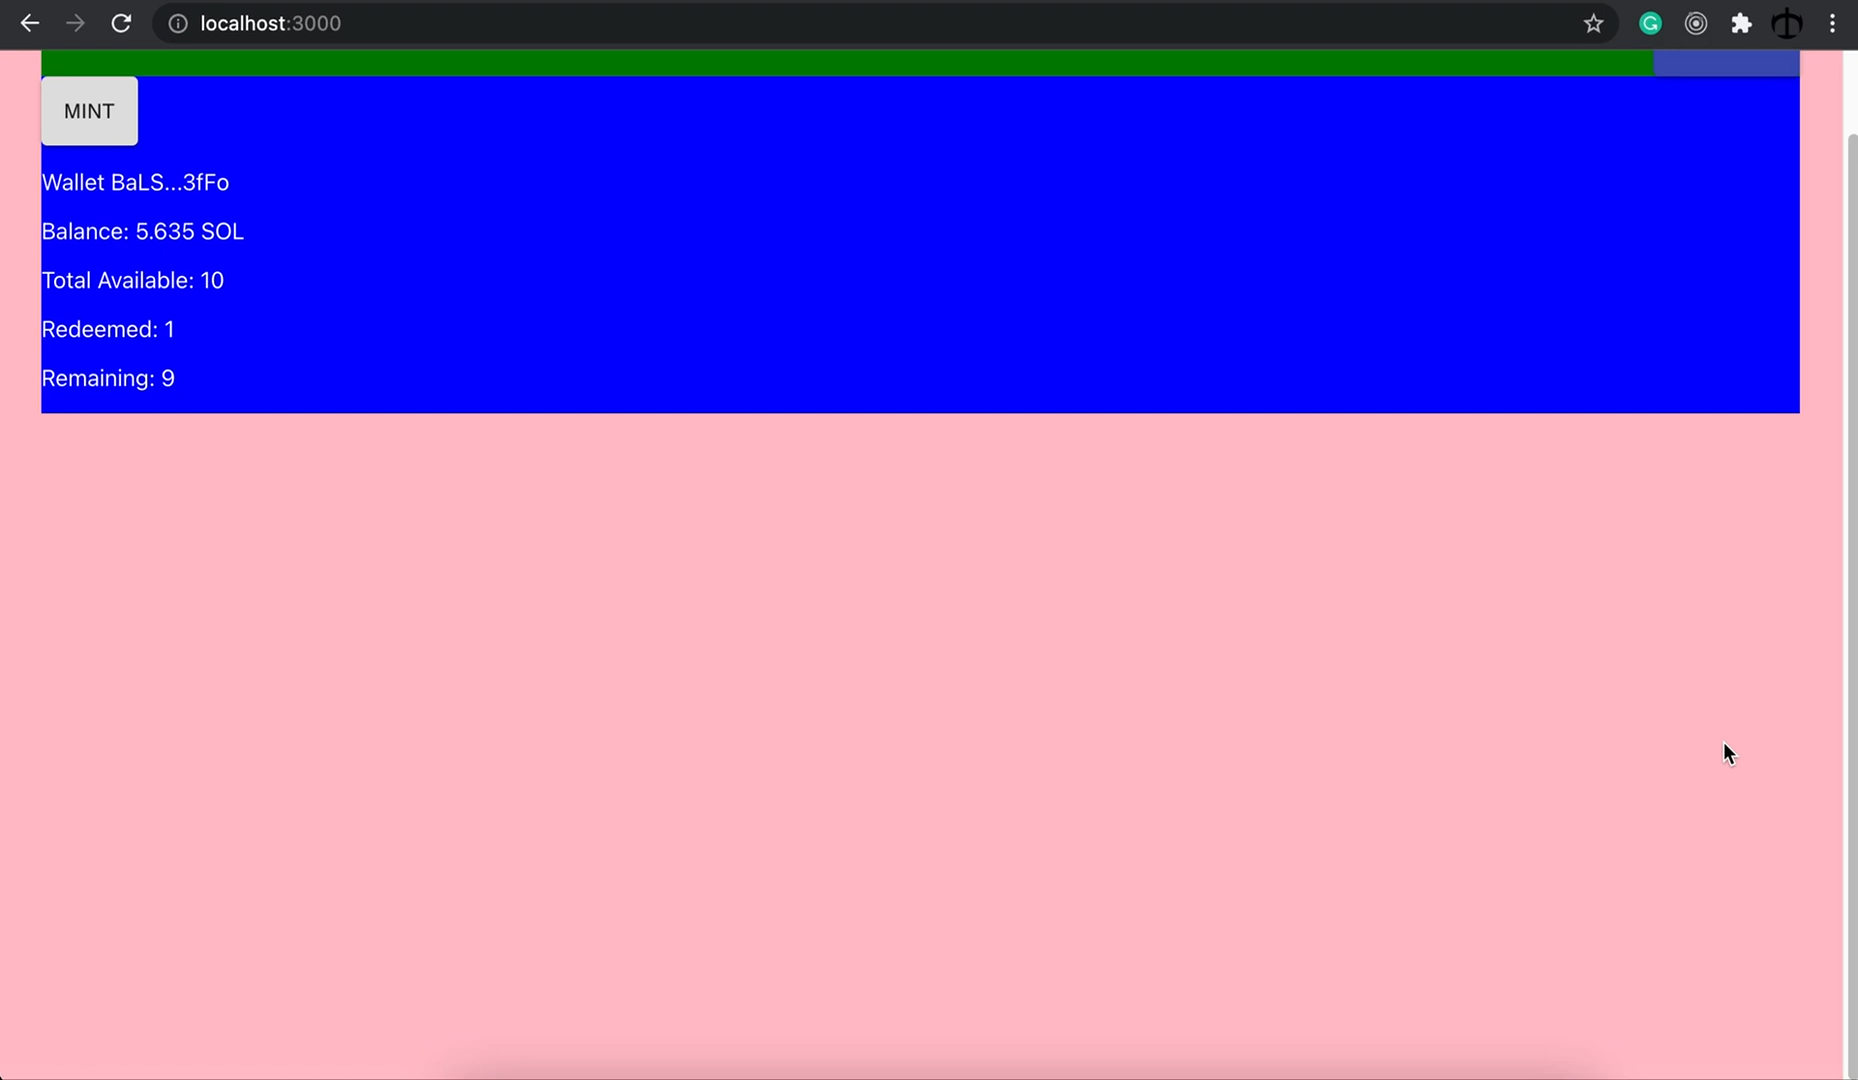 localhost:3000
MINT
Wallet BaLS...3fFo
Balance: 5.635 SOL
Total Available: 10
Redeemed: 1
Remaining: 9